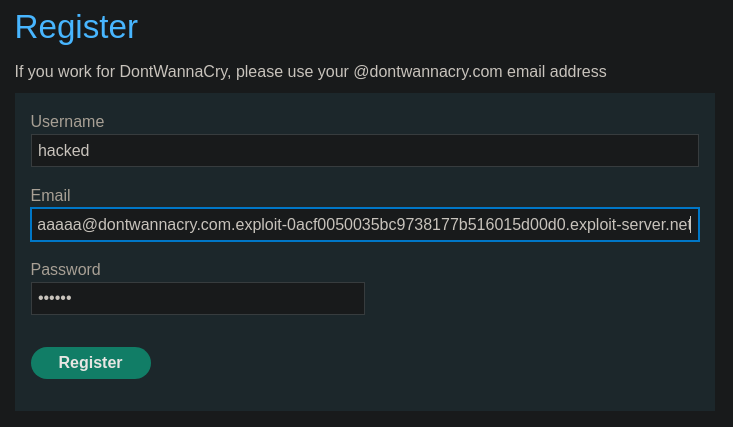 Register
If you work for DontWannaCry, please use your @dontwannacry.com email address
Username
hacked
Email
aaaaa@dontwannacry.com.exploit-0acf0050035bc9738177b516015d00d0.exploit-server.net
Password
••••••
Register